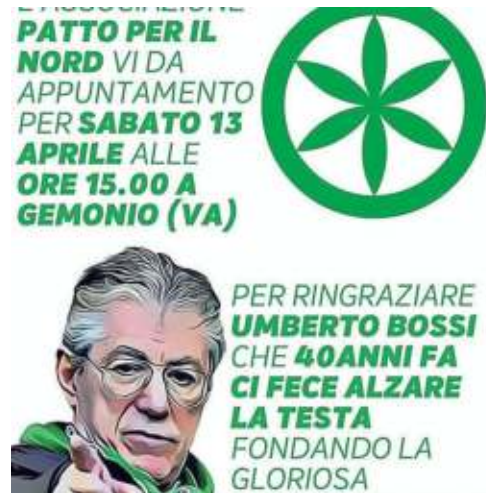 L'ASSOCIAZIONE
PATTO PER IL
NORD VI DA
APPUNTAMENTO
PER SABATO 13
APRILE ALLE
ORE 15.00 A
GEMONIO (VA)
PER RINGRAZIARE
UMBERTO BOSSI
CHE 40ANNI FA
CI FECE ALZARE
LA TESTA
FONDANDO LA
GLORIOSA